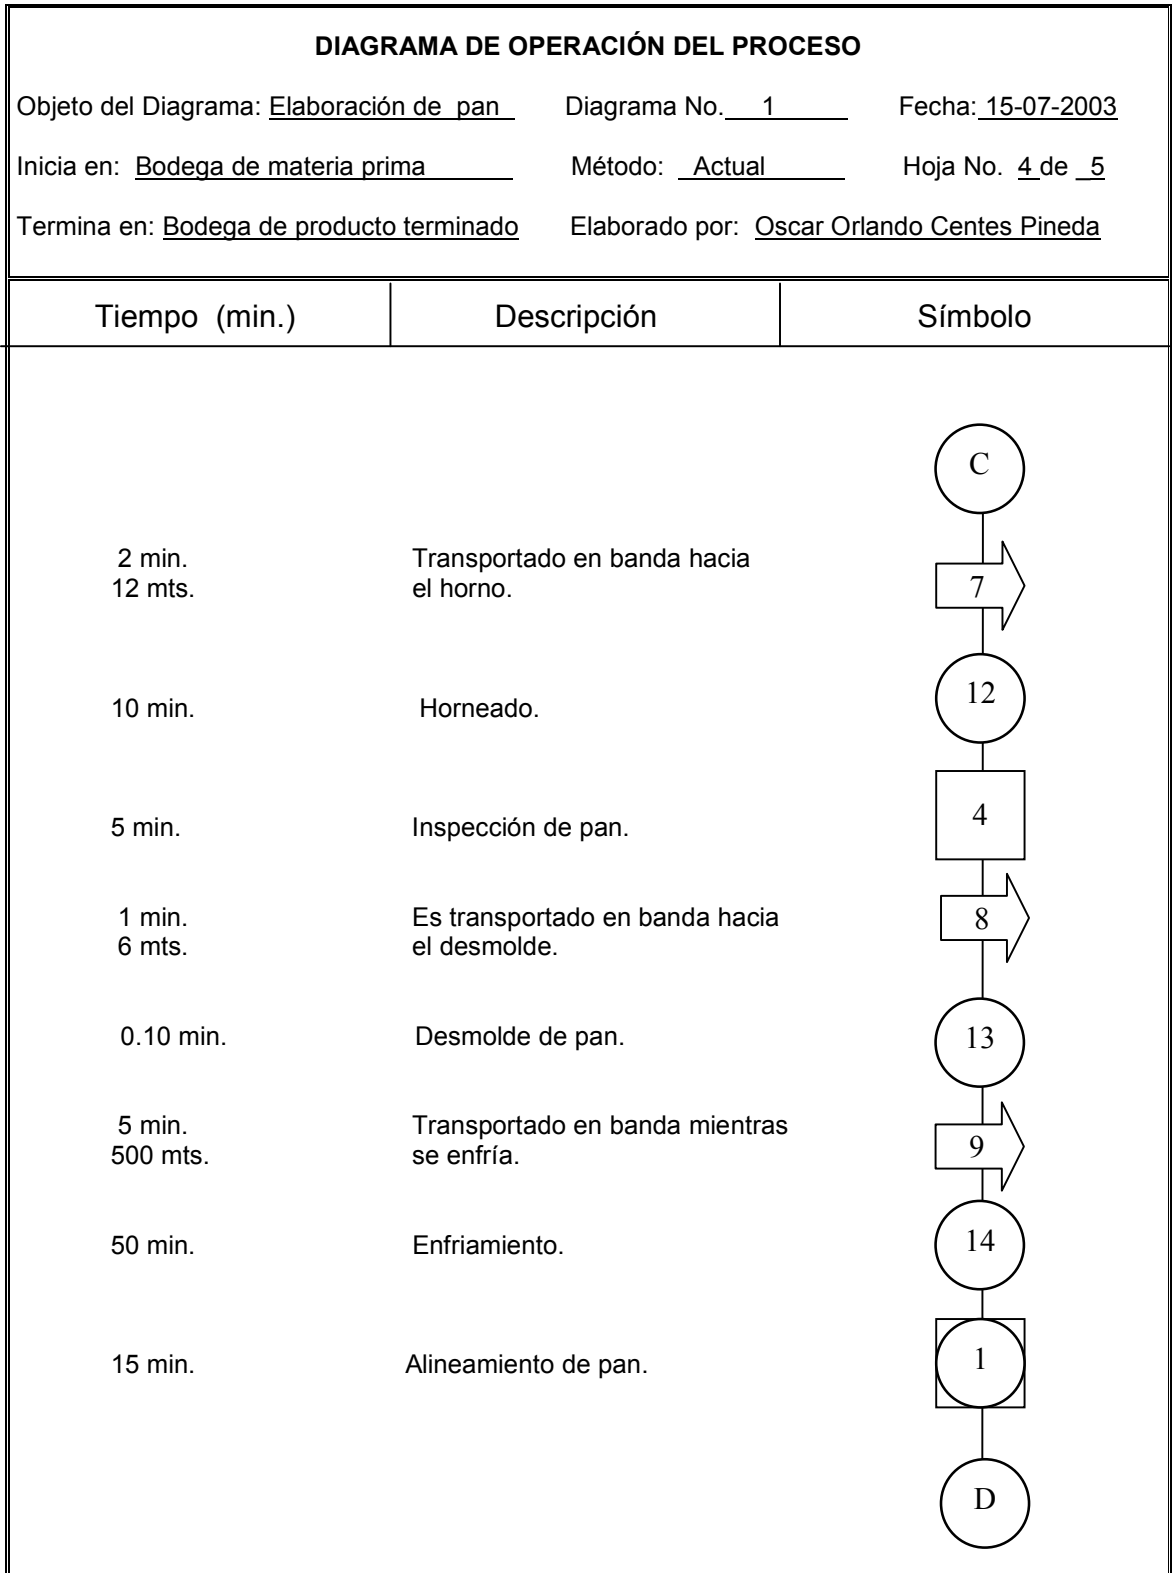 DIAGRAMA DE OPERACIÓN DEL PROCESO
Objeto del Diagrama: Elaboración de pan Diagrama No. 1 Fecha: 15-07-2003
Inicia en: Bodega de materia prima Método: Actual Hoja No. 4 de 5
Termina en: Bodega de producto terminado Elaborado por: Oscar Orlando Centes Pineda
Tiempo (min.) Descripción Símbolo
C
2 min. Transportado en banda hacia
12 mts. el horno. 7
10 min. Horneado. 12
5 min. Inspección de pan. 4
1 min. Es transportado en banda hacia 8
6 mts. el desmolde.
0.10 min. Desmolde de pan. 13
5 min. Transportado en banda mientras
500 mts. se enfría. 9
50 min. Enfriamiento. 14
15 min. Alineamiento de pan. 1
D